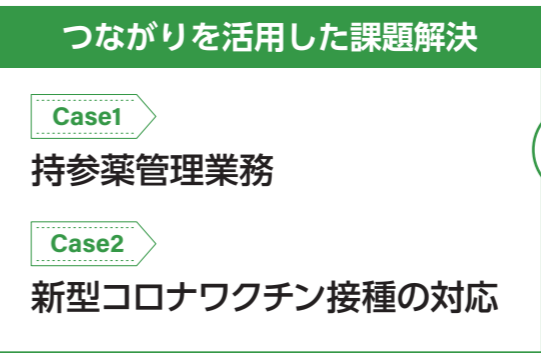 つながりを活用した課題解決
Case1
持参薬管理業務
Case2
新型コロナワクチン接種の対応